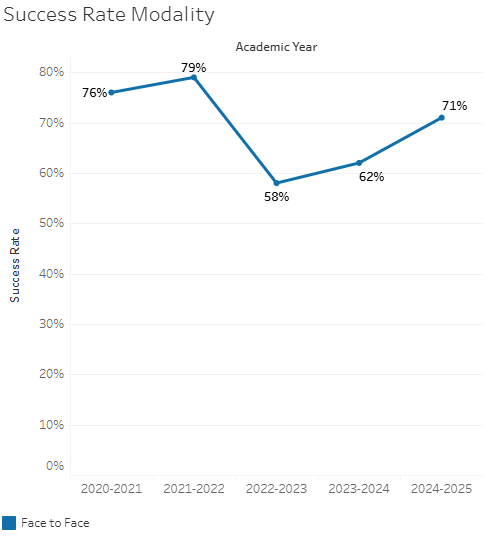 Success Rate Modality
Academic Year
80%
70%
60%
50%
40%
30%
20%
10%
0%
Success Rate
76%
79%
58%
62%
71%
2020-2021 2021-2022 2022-2023 2023-2024 2024-2025
Face to Face